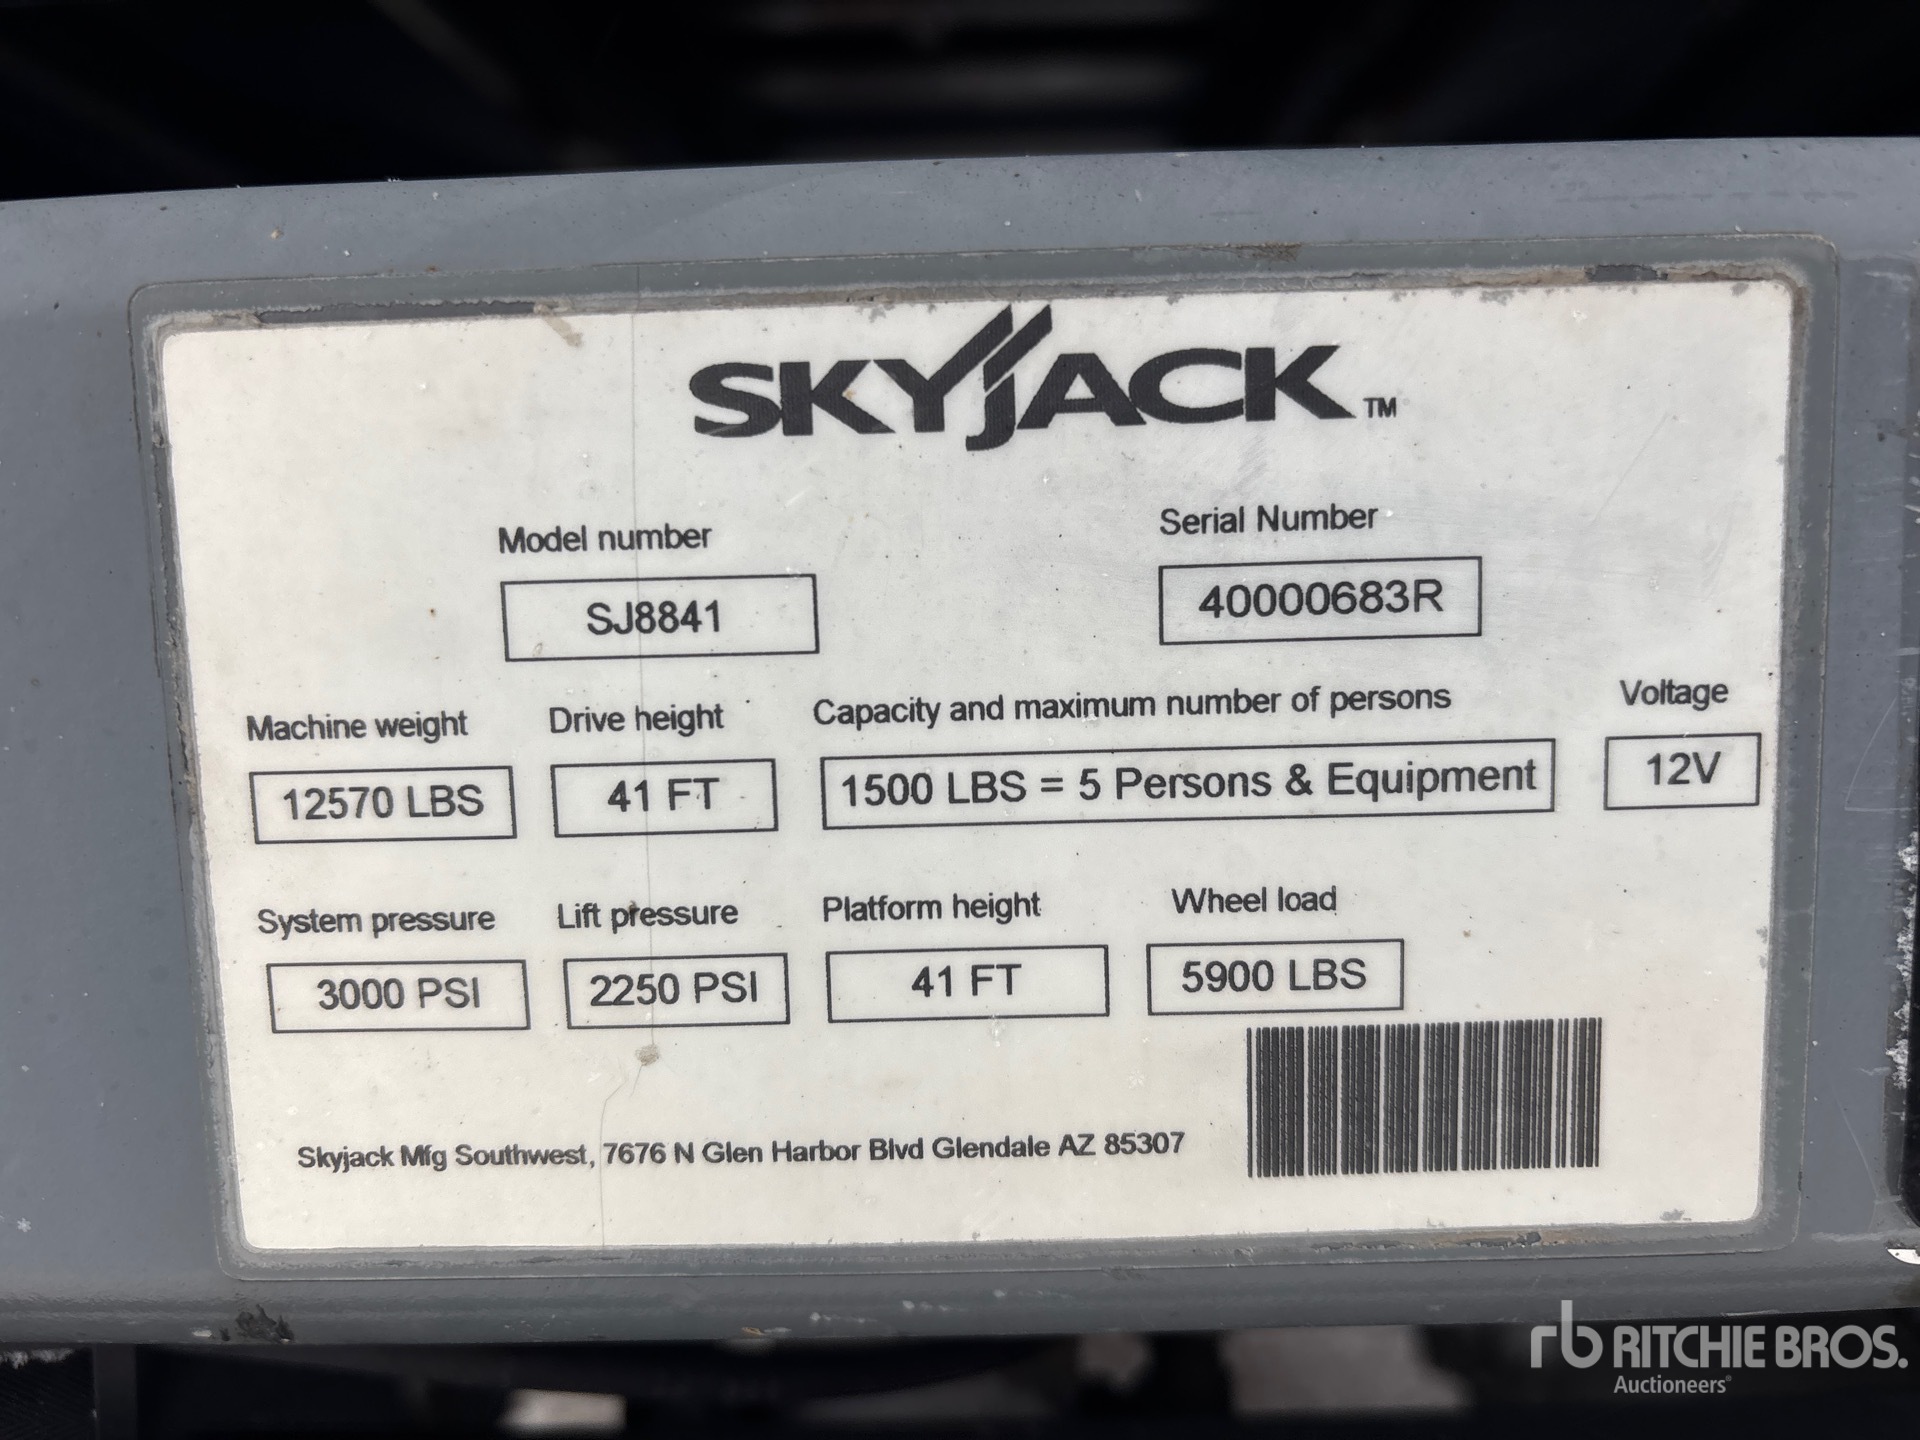 SKYJACK™
Model number
Serial Number
SJ8841
40000683R
Machine weight
Drive height
Capacity and maximum number of persons
Voltage
12570 LBS
41 FT
1500 LBS = 5 Persons & Equipment
12V
System pressure
Lift pressure
Platform height
Wheel load
3000 PSI
2250 PSI
41 FT
5900 LBS
Skyjack Mfg Southwest, 7676 N Glen Harbor Blvd Glendale AZ 85307
rb RITCHIE BROS.
Auctioneers®